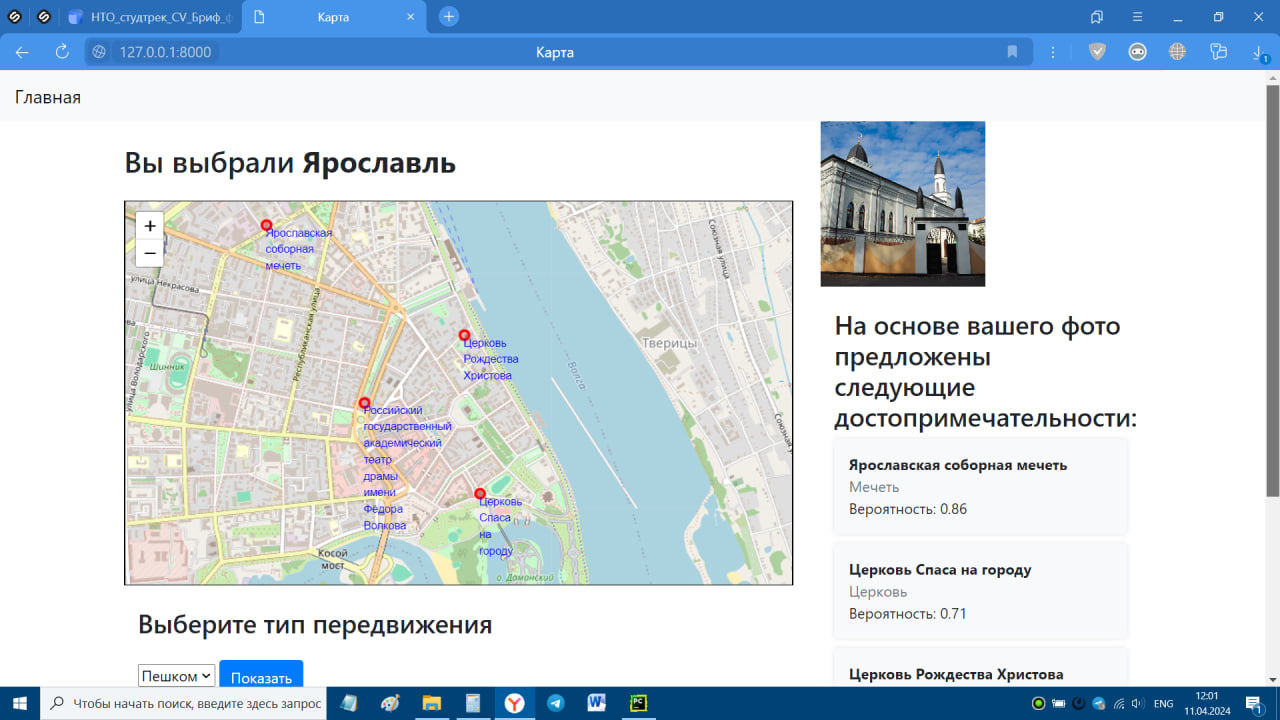 НТО_студтрек_CV_Бриф_ф
Карта
127.0.0.1:8000
Карта
1
Главная
Вы выбрали Ярославль
+
−
Ярославская
соборная
мечеть
улица Некрасова
Республиканская улица
улица Володарского
Шинник
Церковь
Рождества
Христова
Тверицы
Волга
Союзная улица
Российский
государственный
академический
театр
драмы
имени
Фёдора
Волкова
Церковь
Спаса
на
городу
Косой
мост
о. Даманский
Выберите тип передвижения
Пешком
Показать
На основе вашего фото
предложены
следующие
достопримечательности:
Ярославская соборная мечеть
Мечеть
Вероятность: 0.86
Церковь Спаса на городу
Церковь
Вероятность: 0.71
Церковь Рождества Христова
Чтобы начать поиск, введите здесь запрос
ENG
12:01
11.04.2024
1